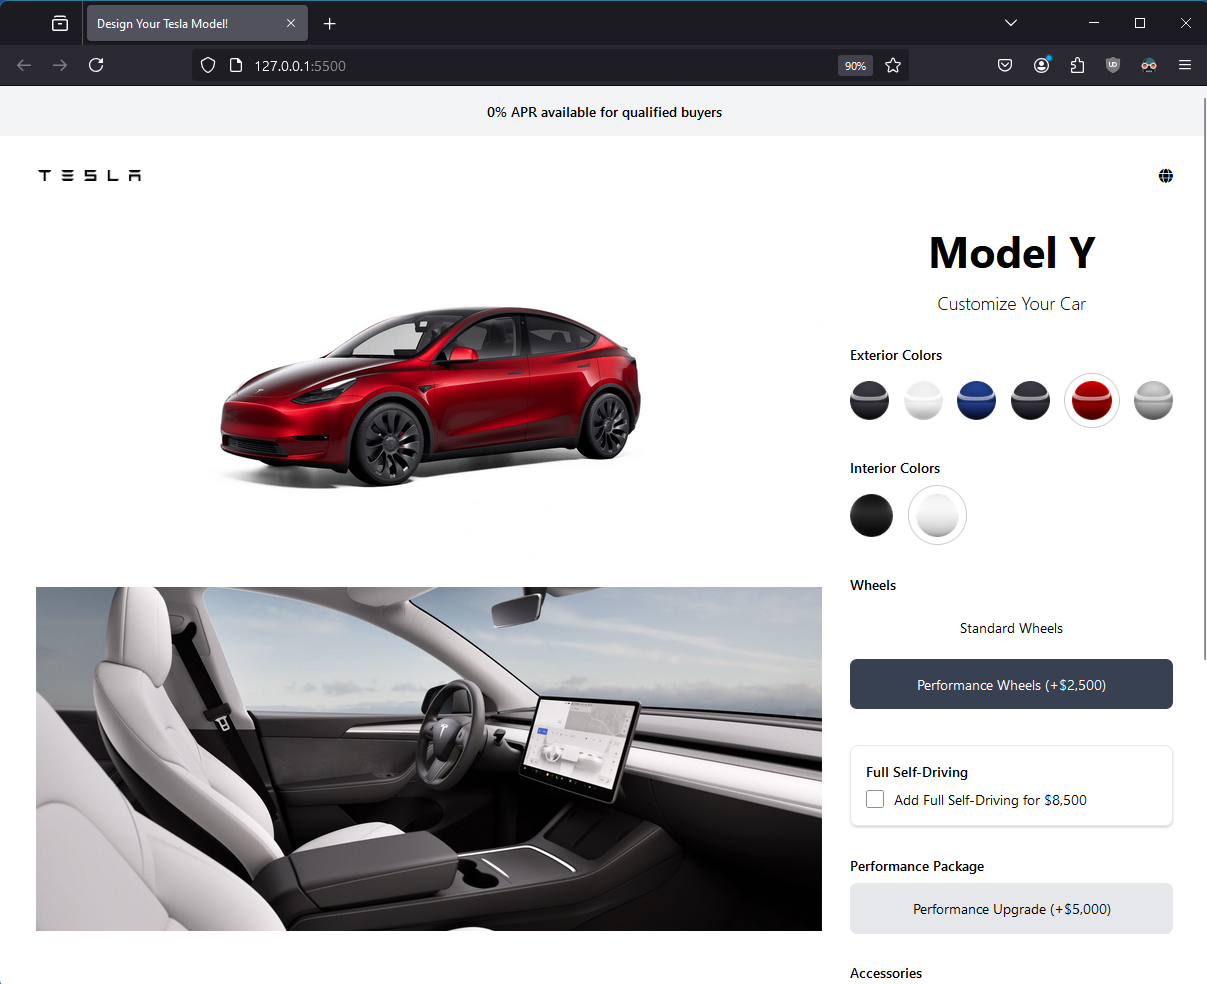 Design Your Tesla Model!
127.0.0.1:5500
90%
0% APR available for qualified buyers
TESLA
Model Y
Customize Your Car
Exterior Colors
Interior Colors
Wheels
Standard Wheels
Performance Wheels (+$2,500)
Full Self-Driving
Add Full Self-Driving for $8,500
Performance Package
Performance Upgrade (+$5,000)
Accessories